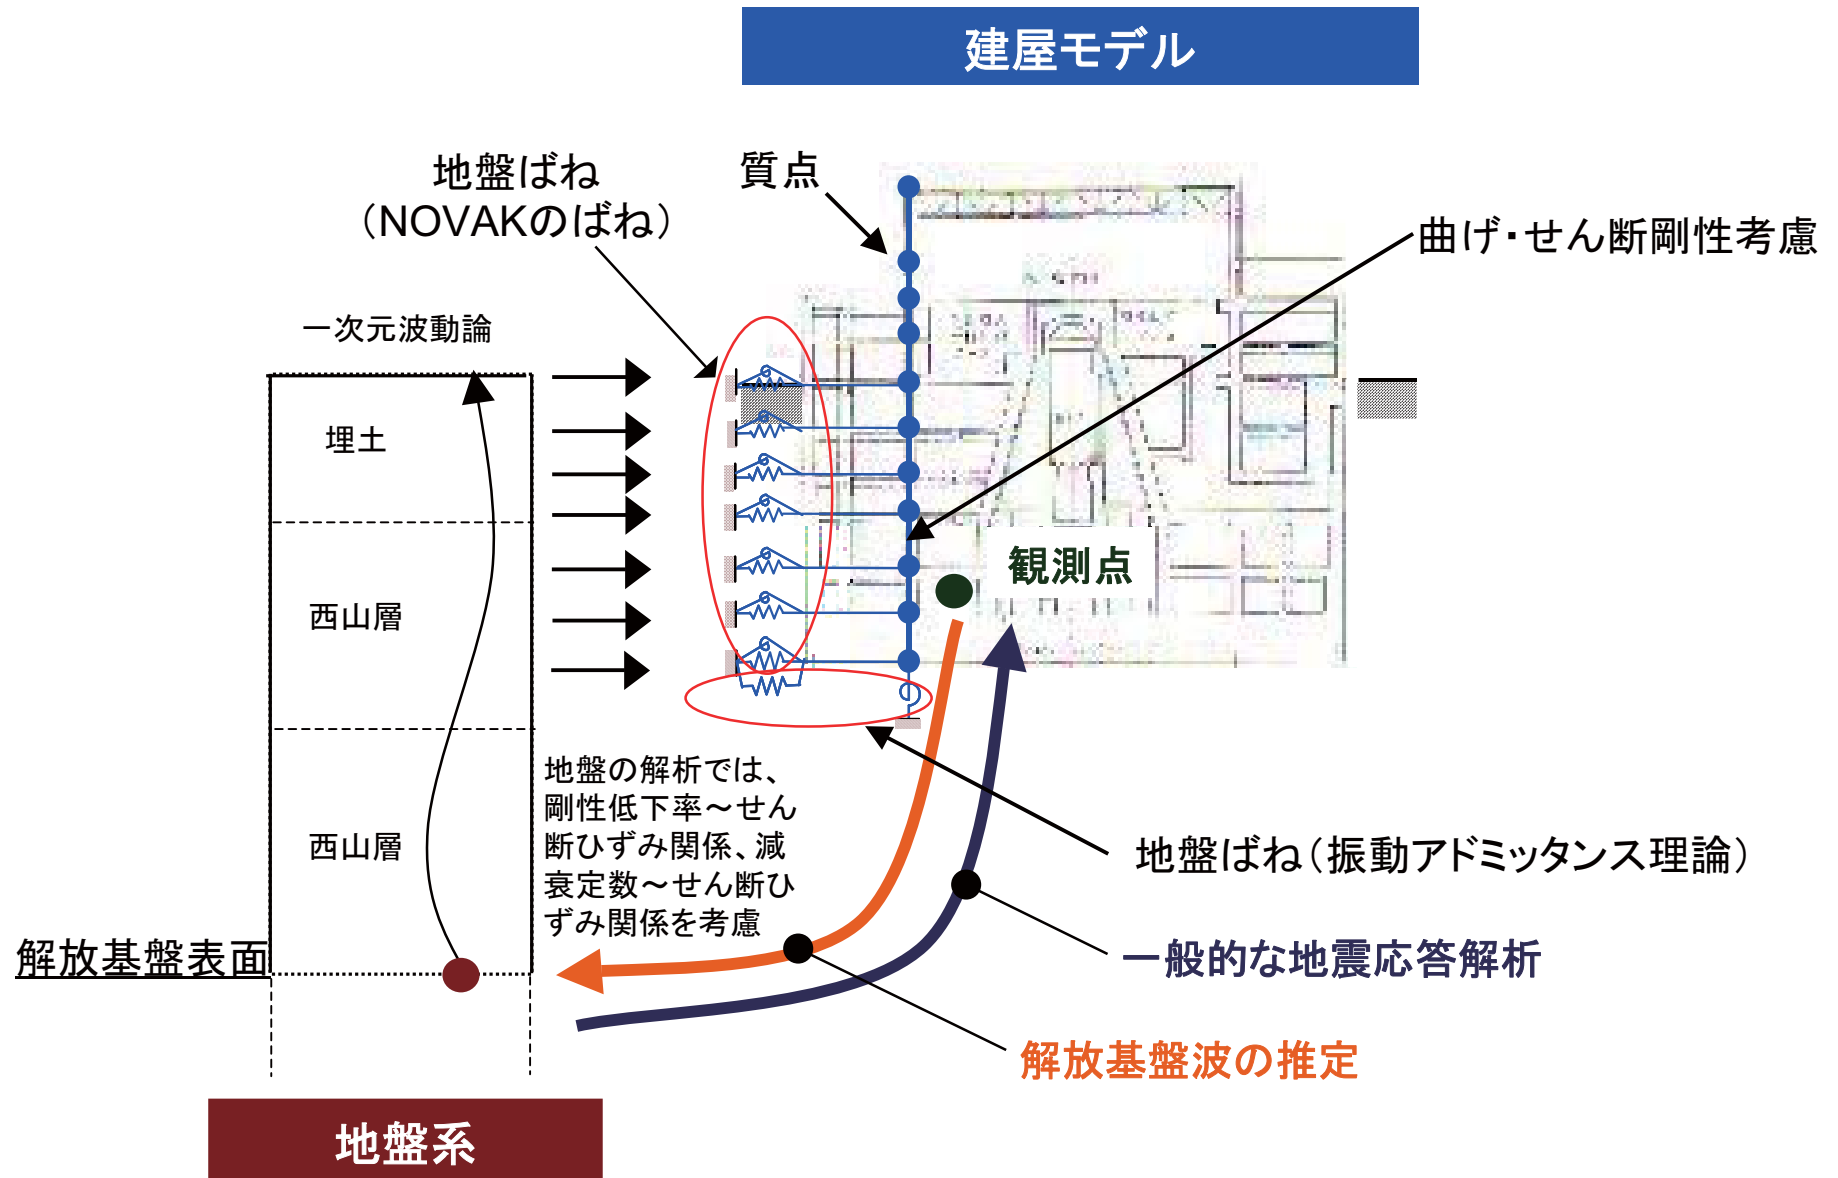 建屋モデル
地盤ばね
（NOVAKのばね）
質点
曲げ・せん断剛性考慮
一次元波動論
埋土
西山層
西山層
観測点
地盤の解析では、
剛性低下率～せん
断ひずみ関係、減
衰定数～せん断ひ
ずみ関係を考慮
地盤ばね（振動アドミッタンス理論）
解放基盤表面
一般的な地震応答解析
解放基盤波の推定
地盤系